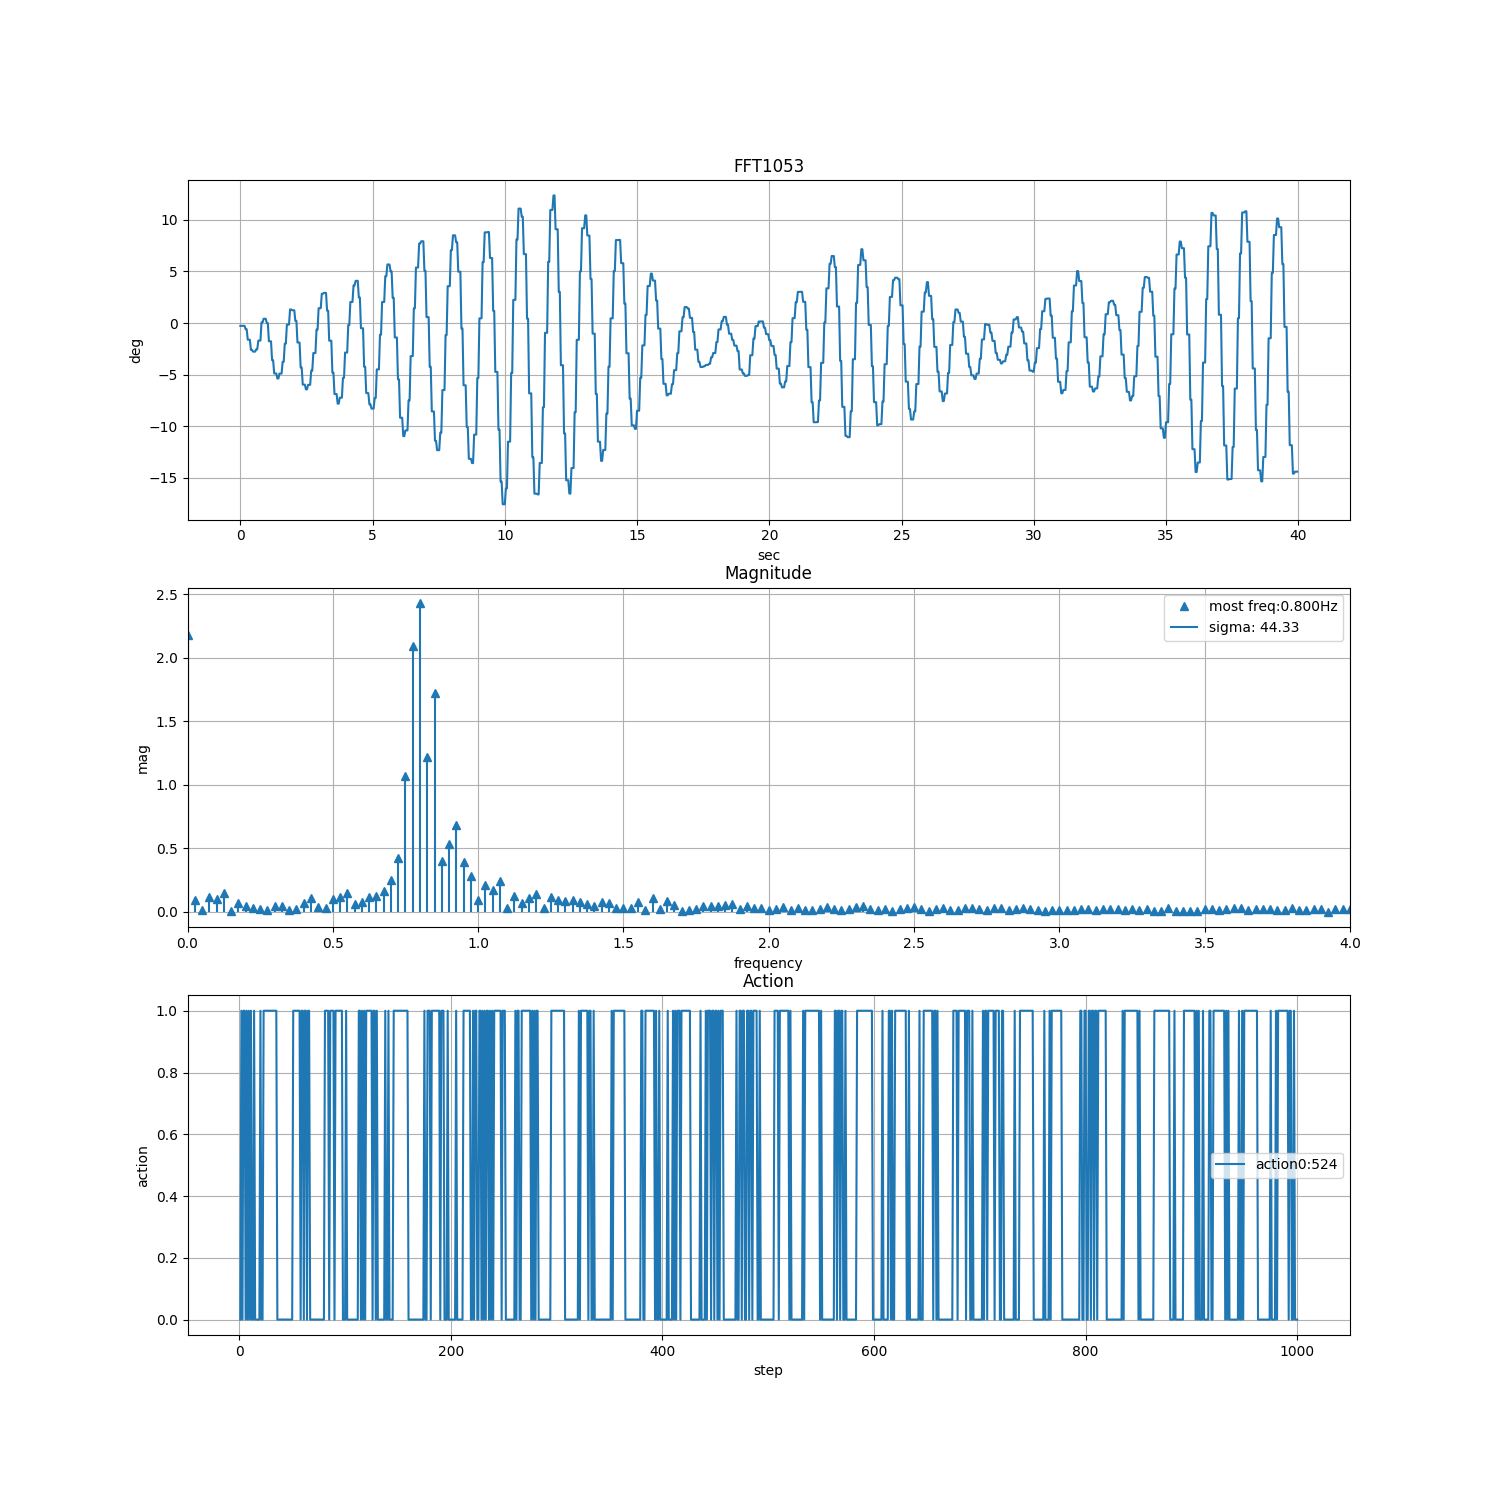 FFT1053
10
5
0
−5
−10
−15
deg
0 5 10 15 20 25 30 35 40
sec
Magnitude
2.5
2.0
1.5
1.0
0.5
0.0
mag
most freq:0.800Hz
sigma: 44.33
0.0 0.5 1.0 1.5 2.0 2.5 3.0 3.5 4.0
frequency
Action
1.0
0.8
0.6
0.4
0.2
0.0
action
action0:524
0 200 400 600 800 1000
step